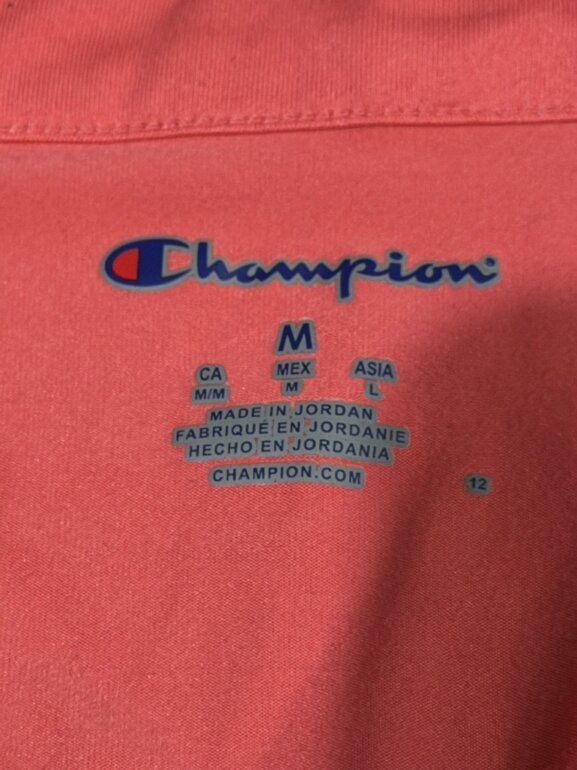 Champion
M
CA MEX ASIA
M/M M L
MADE IN JORDAN
FABRIQUÉ EN JORDANIE
HECHO EN JORDANIA
CHAMPION.COM
12